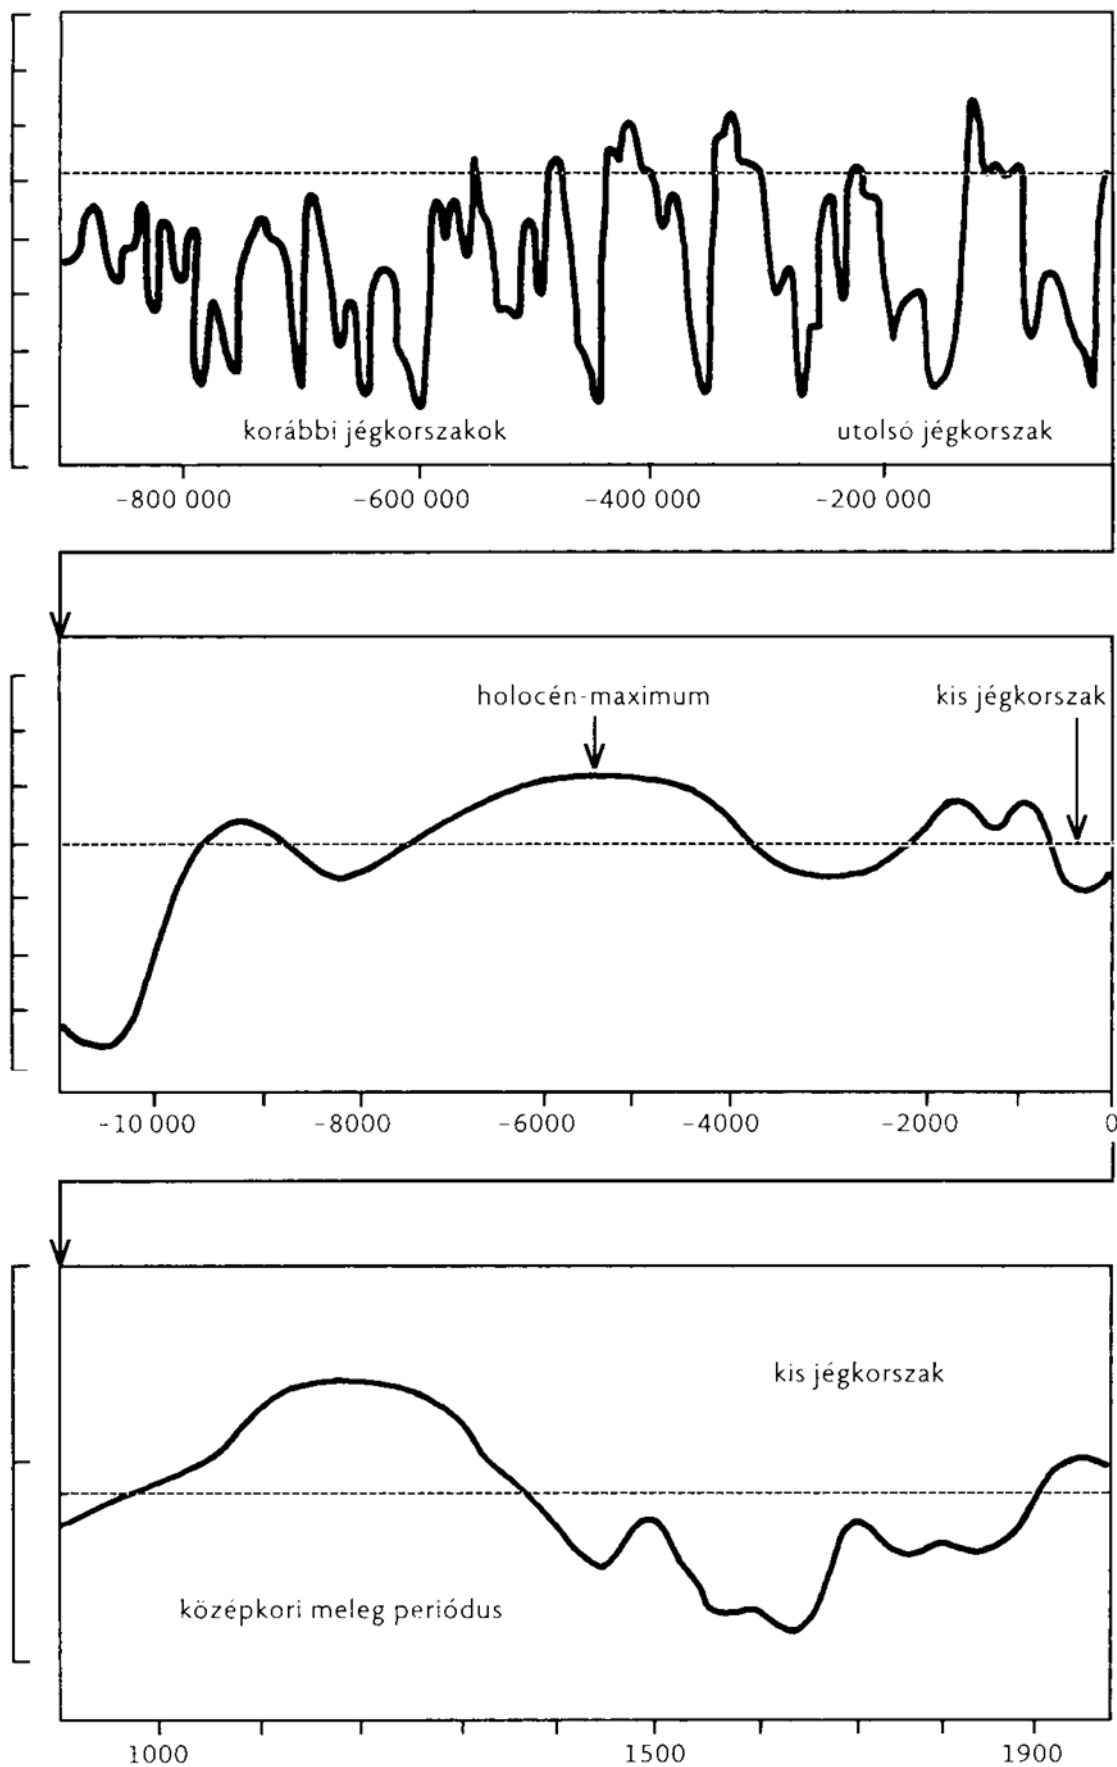 korábbi jégkorszakok
utolsó jégkorszak
-800 000
-600 000
-400 000
-200 000
holocén-maximum
kis jégkorszak
-10 000
-8000
-6000
-4000
-2000
0
kis jégkorszak
középkori meleg periódus
1000
1500
1900